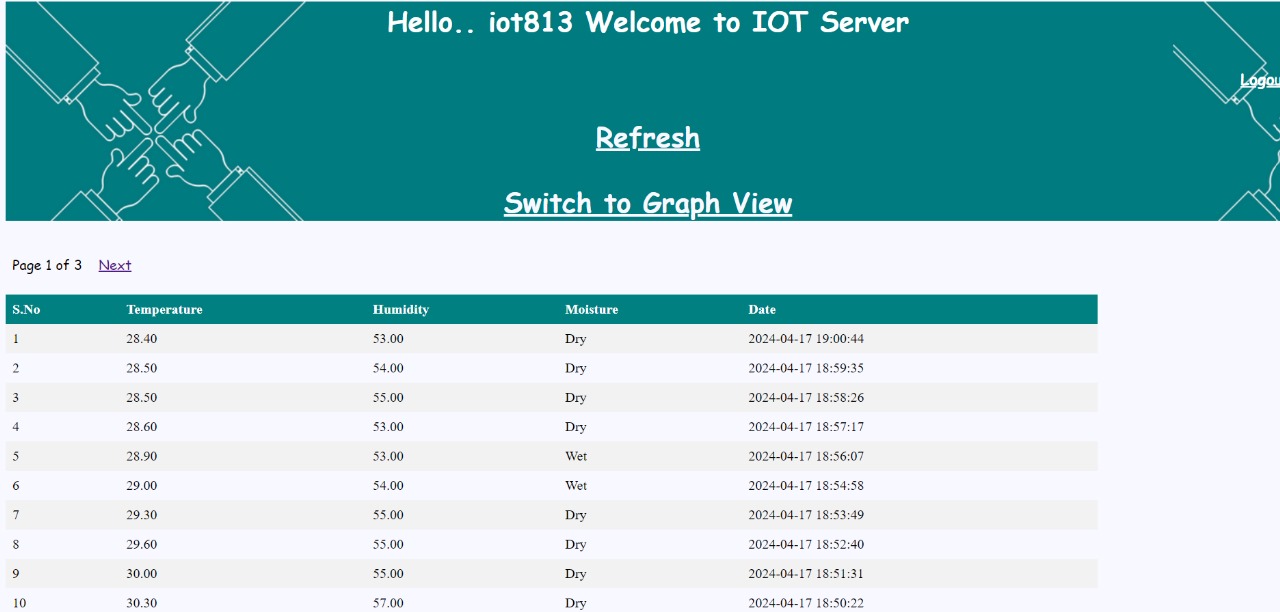 Hello.. iot813 Welcome to IOT Server
Refresh
Switch to Graph View
Page 1 of 3 Next
S.No Temperature Humidity Moisture Date
1 28.40 53.00 Dry 2024-04-17 19:00:44
2 28.50 54.00 Dry 2024-04-17 18:59:35
3 28.50 55.00 Dry 2024-04-17 18:58:26
4 28.60 53.00 Dry 2024-04-17 18:57:17
5 28.90 53.00 Wet 2024-04-17 18:56:07
6 29.00 54.00 Wet 2024-04-17 18:54:58
7 29.30 55.00 Dry 2024-04-17 18:53:49
8 29.60 55.00 Dry 2024-04-17 18:52:40
9 30.00 55.00 Dry 2024-04-17 18:51:31
10 30.30 57.00 Dry 2024-04-17 18:50:22